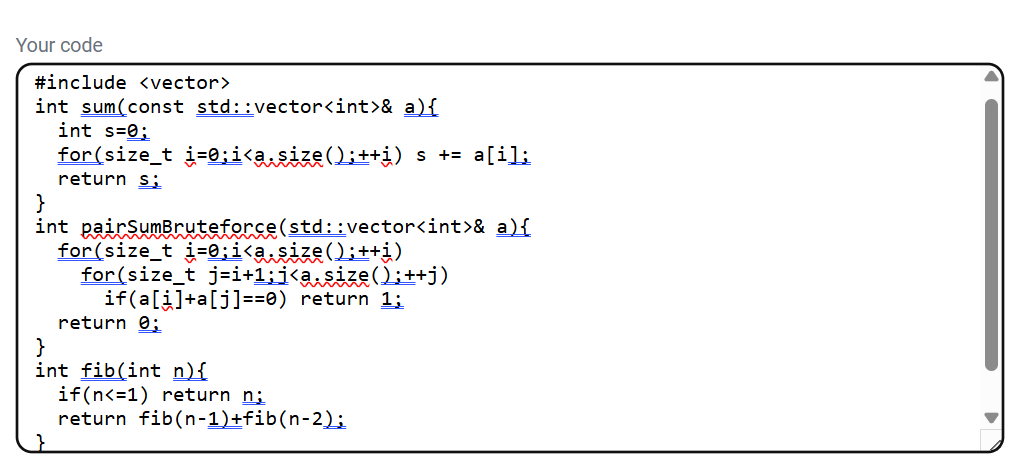 Your code
#include <vector>
int sum(const std::vector<int>& a){
  int s=0;
  for(size_t i=0;i<a.size();++i) s += a[i];
  return s;
}
int pairSumBruteforce(std::vector<int>& a){
  for(size_t i=0;i<a.size();++i)
    for(size_t j=i+1;j<a.size();++j)
      if(a[i]+a[j]==0) return 1;
  return 0;
}
int fib(int n){
  if(n<=1) return n;
  return fib(n-1)+fib(n-2);
}